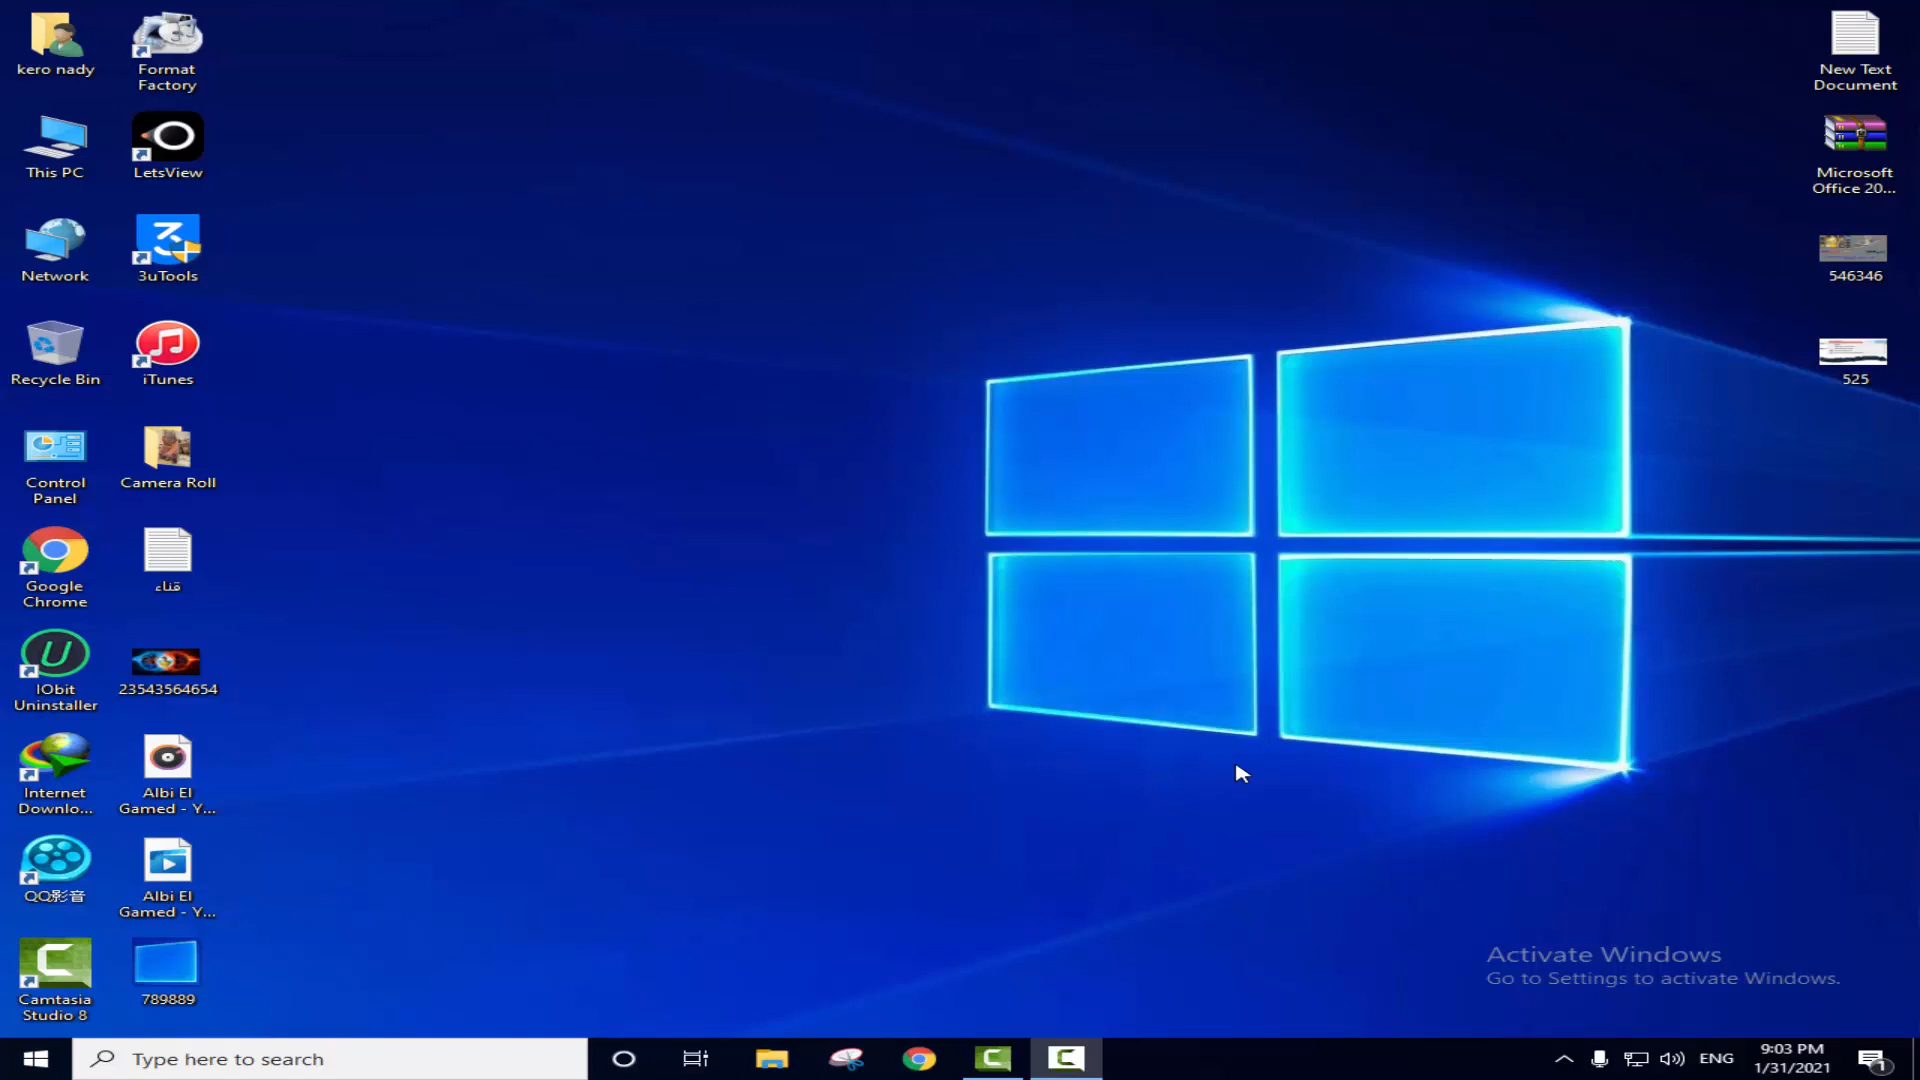 kero nady
Format
Factory
New Text
Document
This PC
LetsView
Microsoft
Office 20...
Network
3uTools
546346
Recycle Bin
iTunes
525
Control
Panel
Camera Roll
Google
Chrome
قناة
IObit
Uninstaller
23543564654
Internet
Downlo...
Albi El
Gamed - Y...
QQ影音
Albi El
Gamed - Y...
Camtasia
Studio 8
789889
Activate Windows
Go to Settings to activate Windows.
Type here to search
ENG
9:03 PM
1/31/2021
1